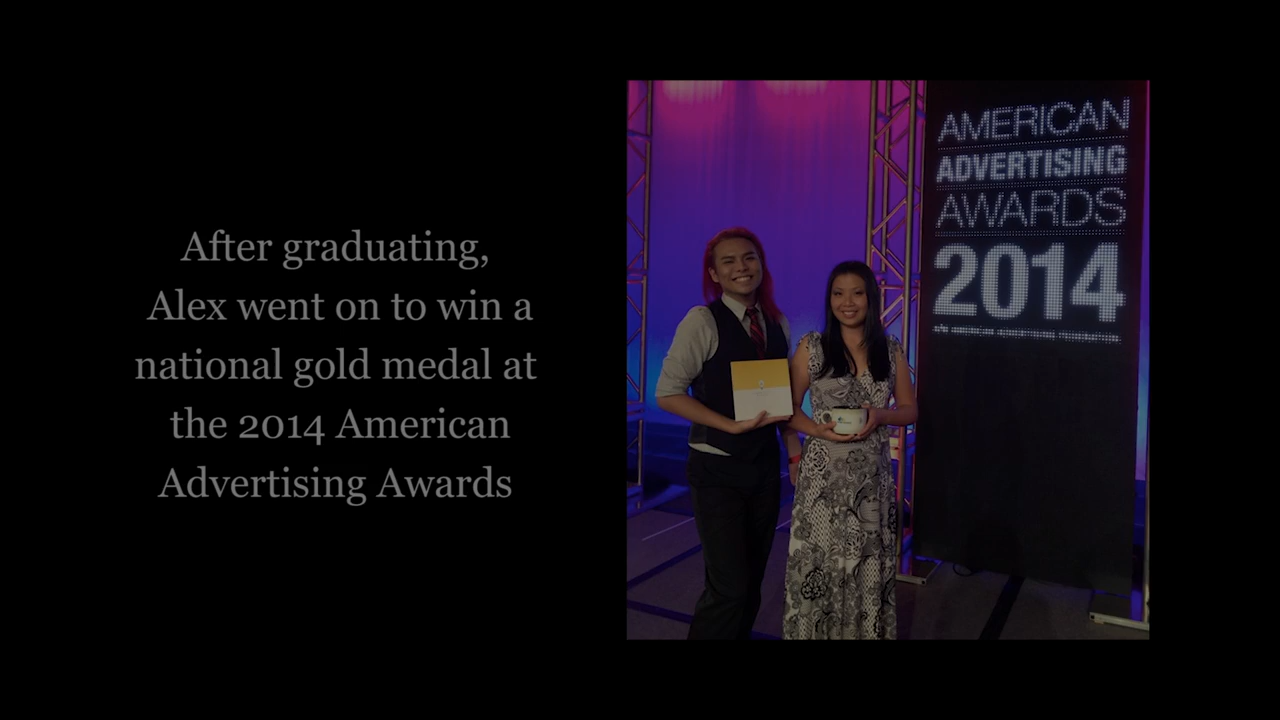 After graduating,
Alex went on to win a
national gold medal at
the 2014 American
Advertising Awards
AMERICAN
ADVERTISING
AWARDS
2014